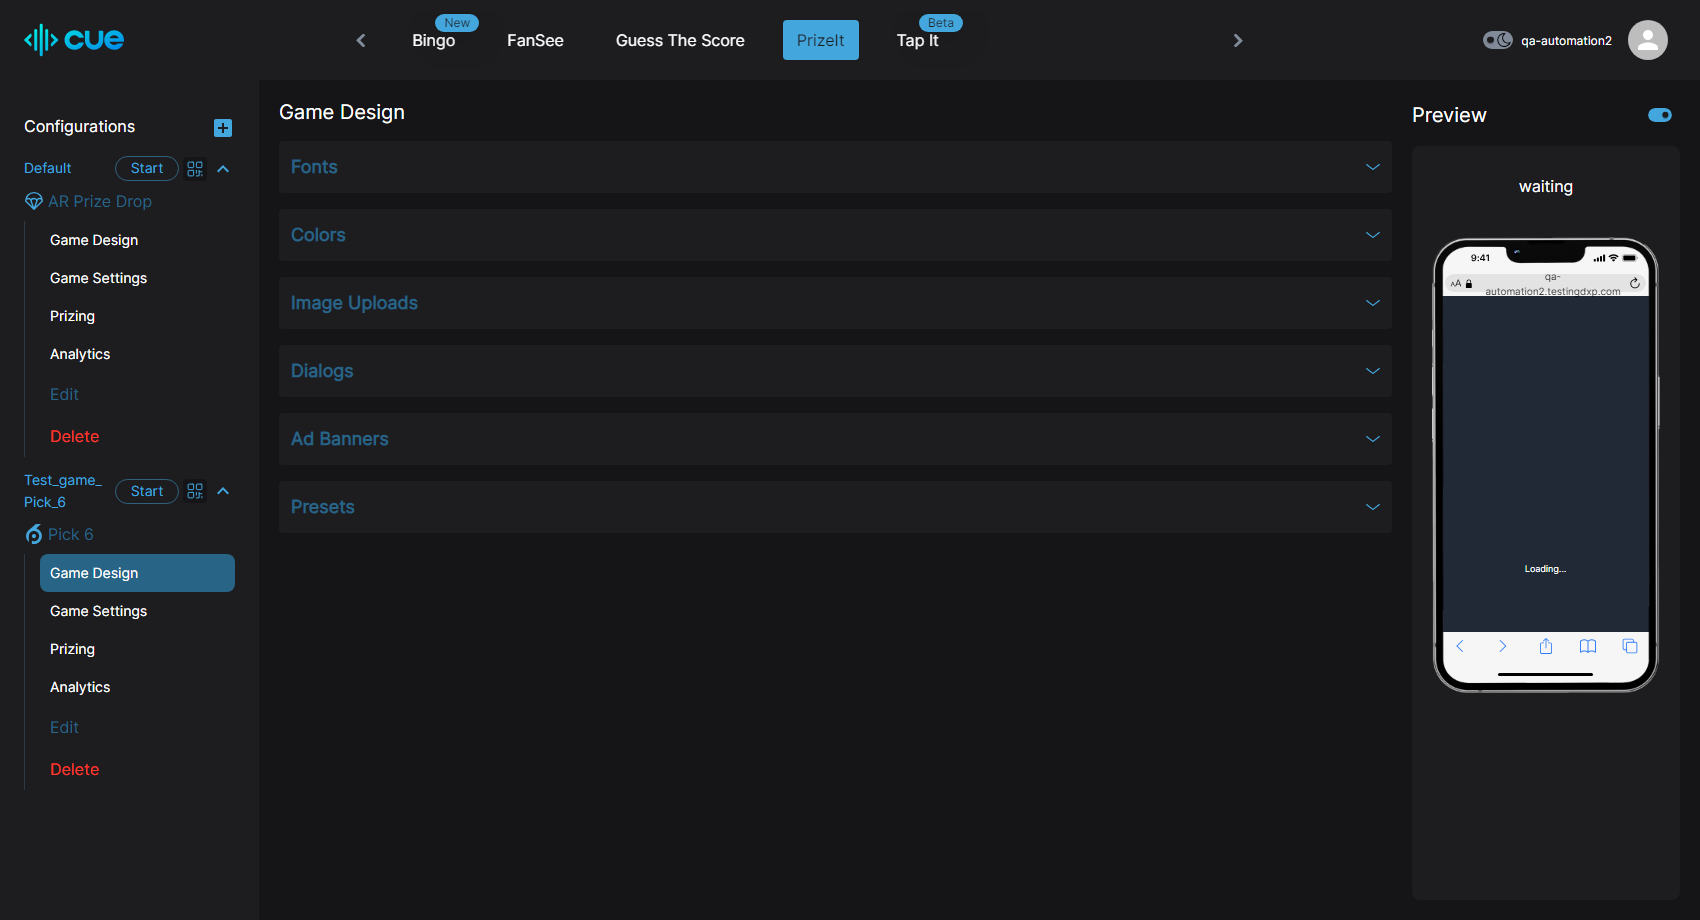 cue
New
Bingo
FanSee
Guess The Score
PrizeIt
Beta
Tap It
qa-automation2
Configurations
Default
Start
AR Prize Drop
Game Design
Game Settings
Prizing
Analytics
Edit
Delete
Test_game_
Pick_6
Start
Pick 6
Game Design
Game Settings
Prizing
Analytics
Edit
Delete
Game Design
Fonts
Colors
Image Uploads
Dialogs
Ad Banners
Presets
Preview
waiting
9:41
AA
qa-
automation2.testingdxp.com
Loading...